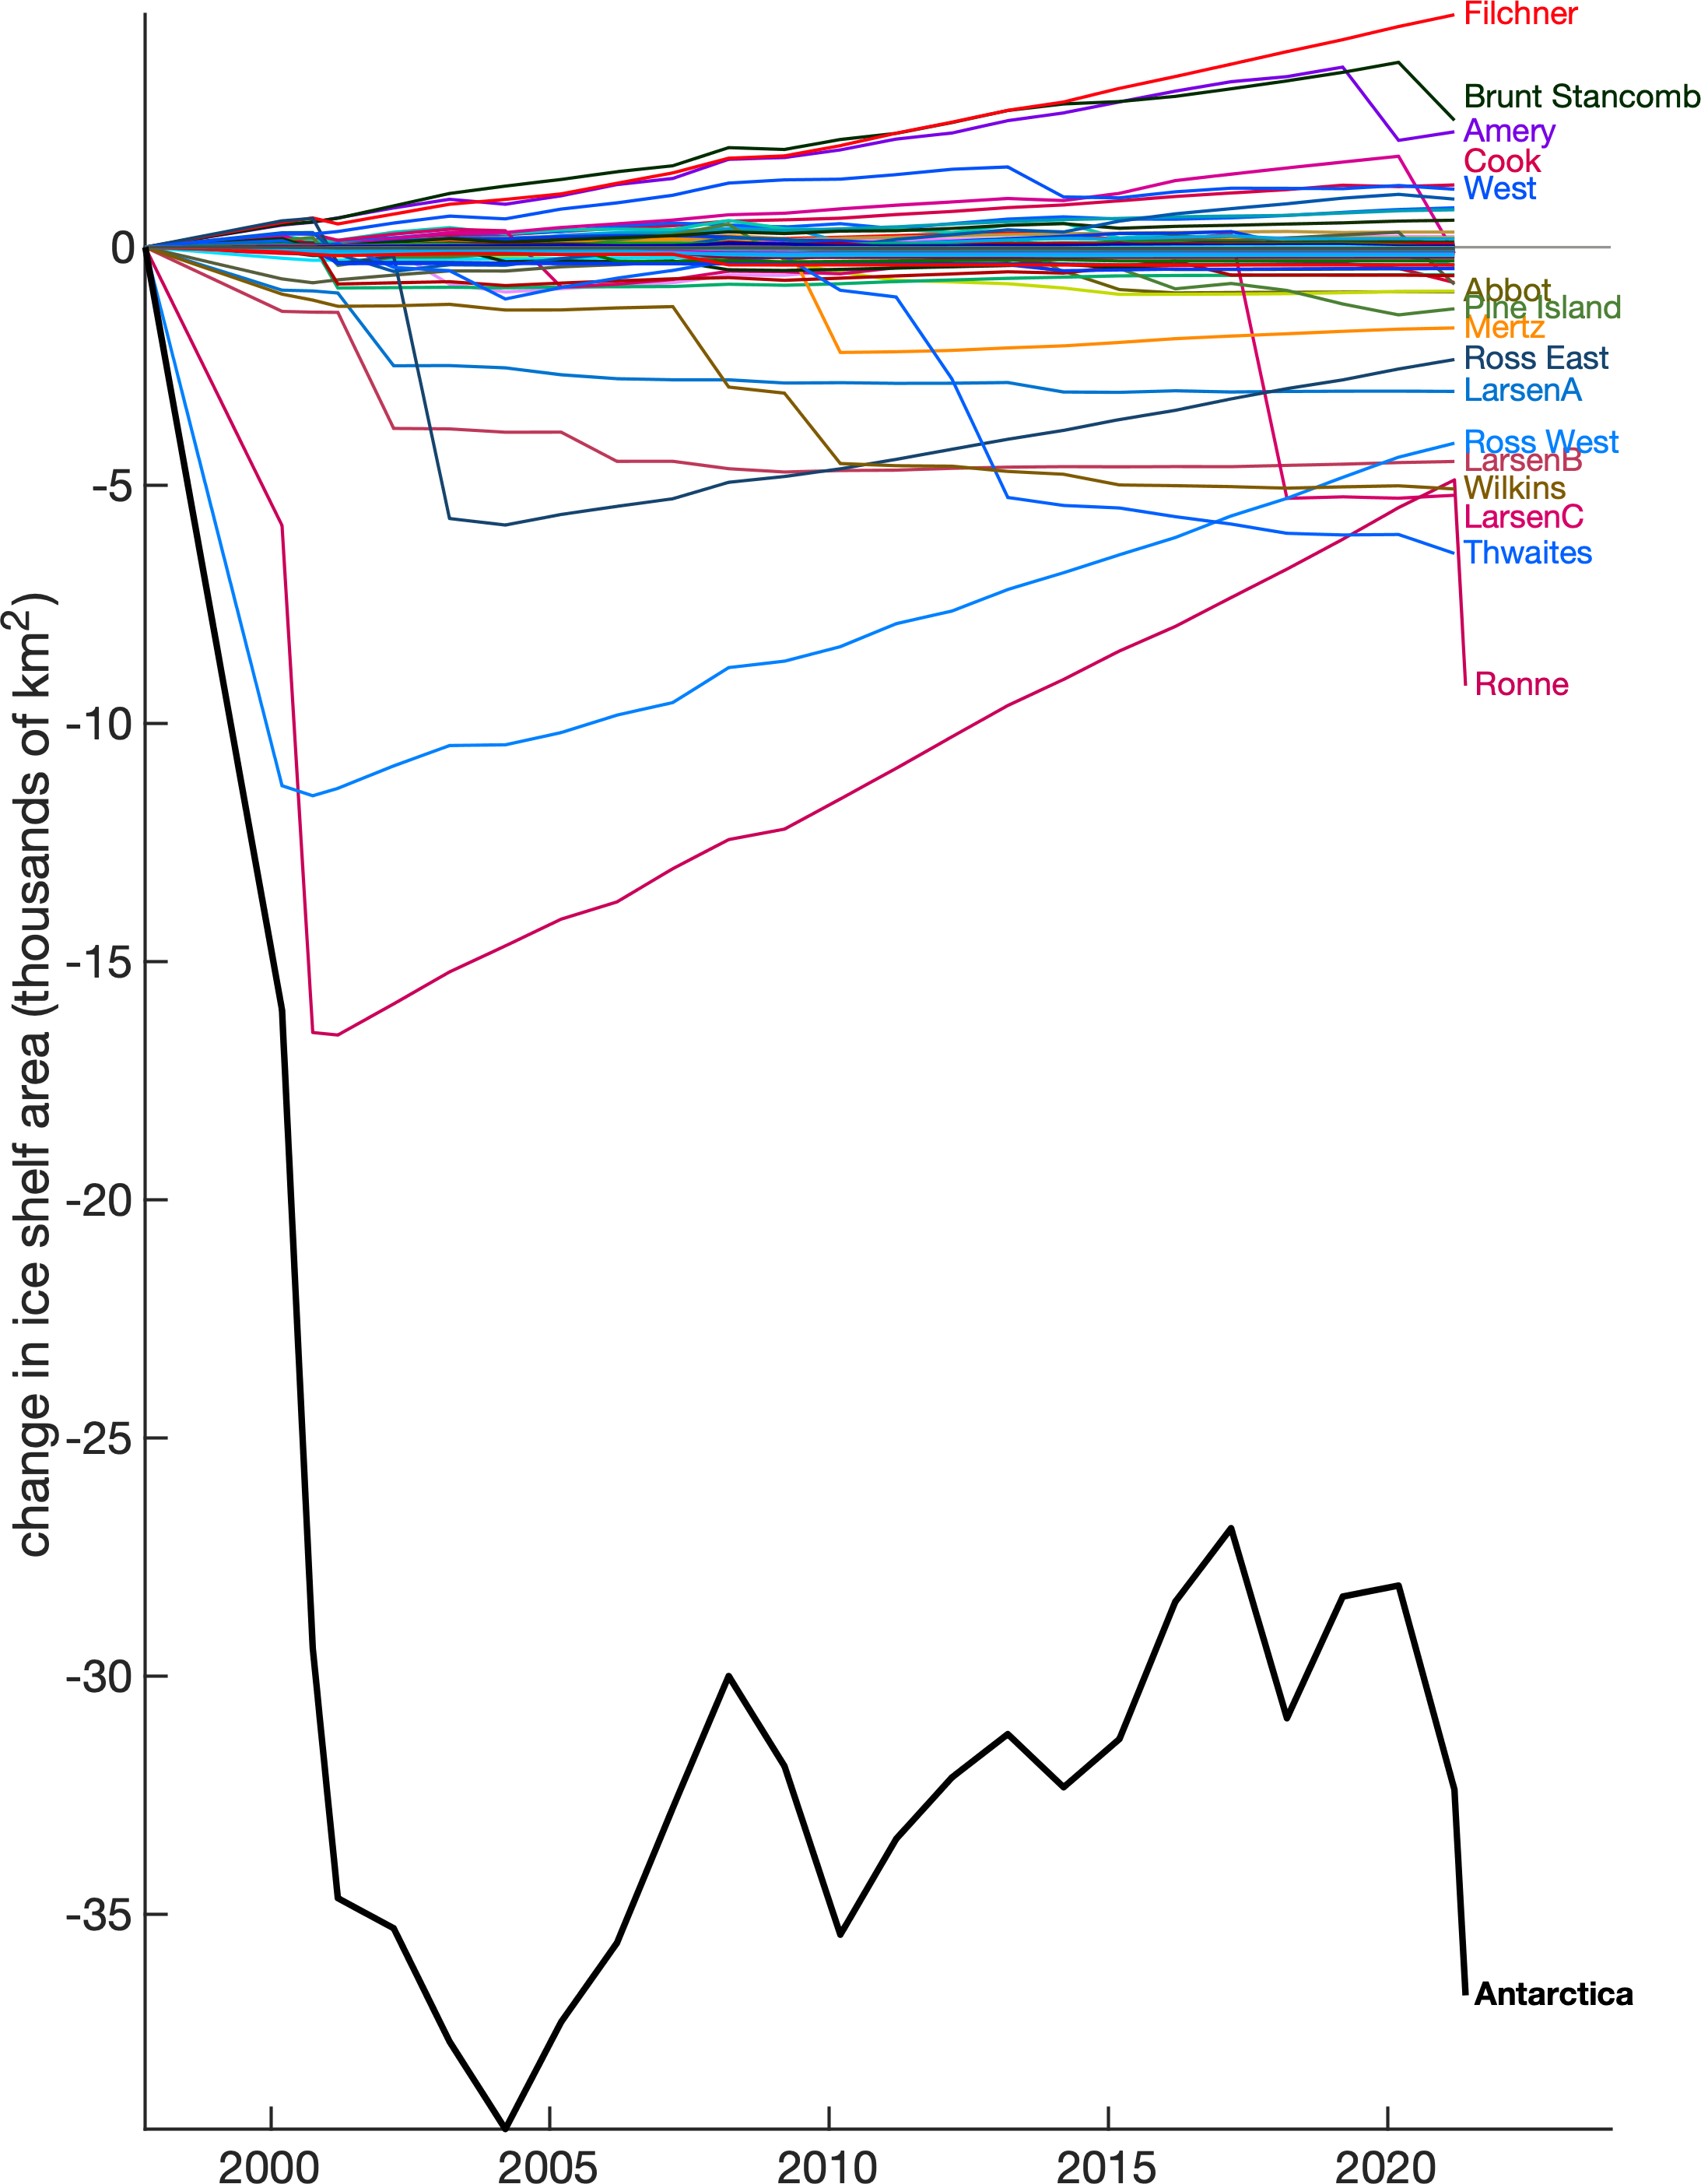 Filchner
Brunt Stancomb
Amery
Cook
West
0
Abbot
Pine Island
Mertz
Ross East
LarsenA
Ross West
LarsenB
-5
Wilkins
LarsenC
Thwaites
Ronne
-10
change in ice shelf area (thousands of km²)
-15
-20
-25
-30
-35
Antarctica
2000 2005 2010 2015 2020